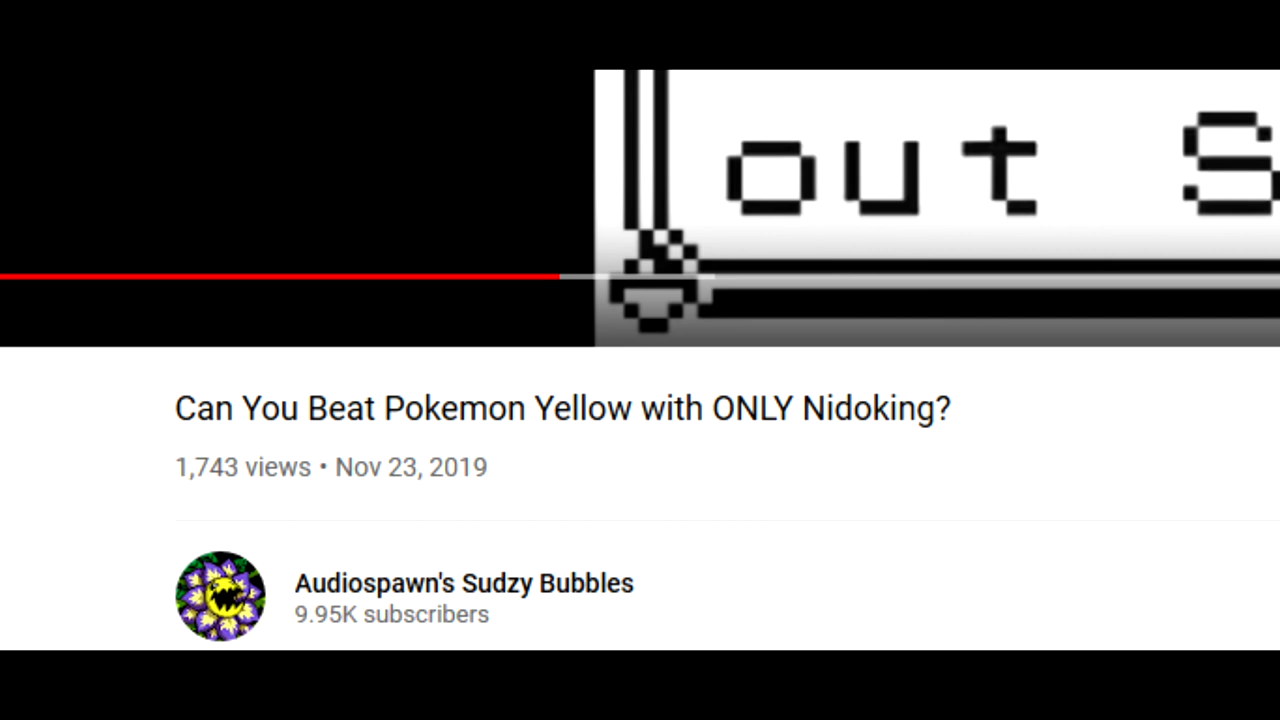 out S
Can You Beat Pokemon Yellow with ONLY Nidoking?
1,743 views • Nov 23, 2019
Audiospawn's Sudzy Bubbles
9.95K subscribers